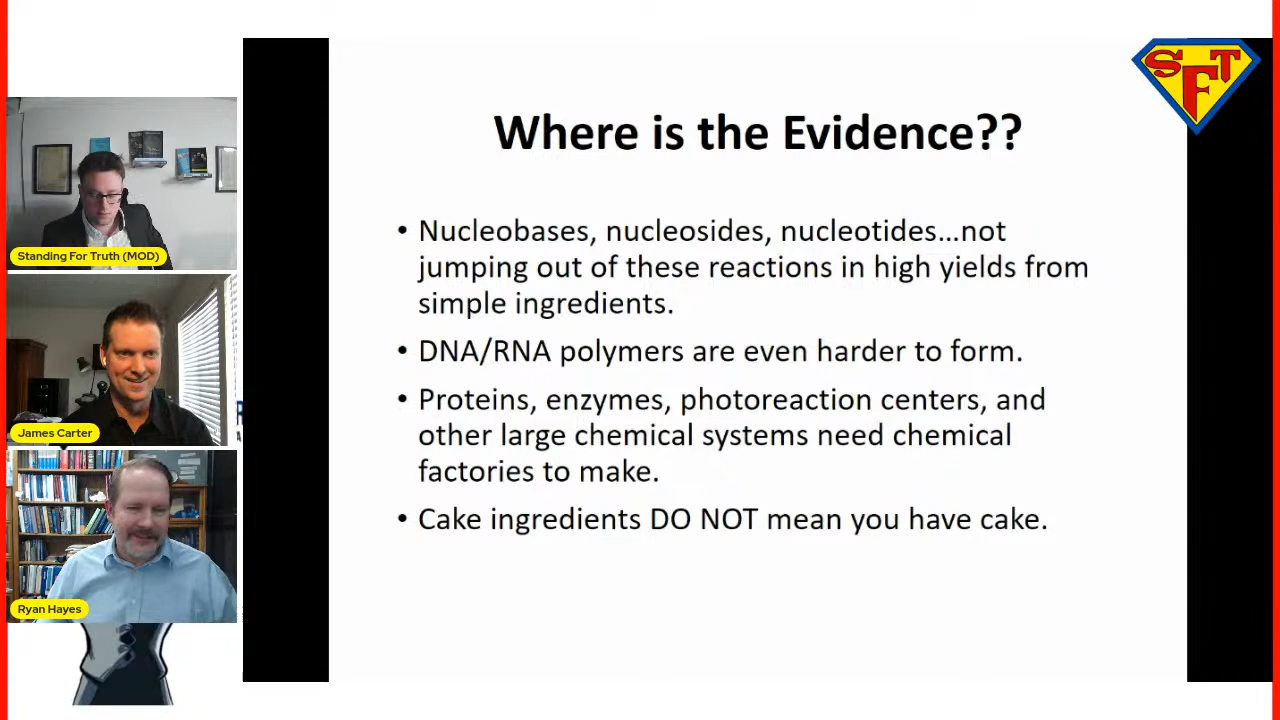 SFT
Where is the Evidence??
• Nucleobases, nucleosides, nucleotides...not
jumping out of these reactions in high yields from
simple ingredients.
• DNA/RNA polymers are even harder to form.
• Proteins, enzymes, photoreaction centers, and
other large chemical systems need chemical
factories to make.
• Cake ingredients DO NOT mean you have cake.
Standing For Truth (MOD)
James Carter
Ryan Hayes